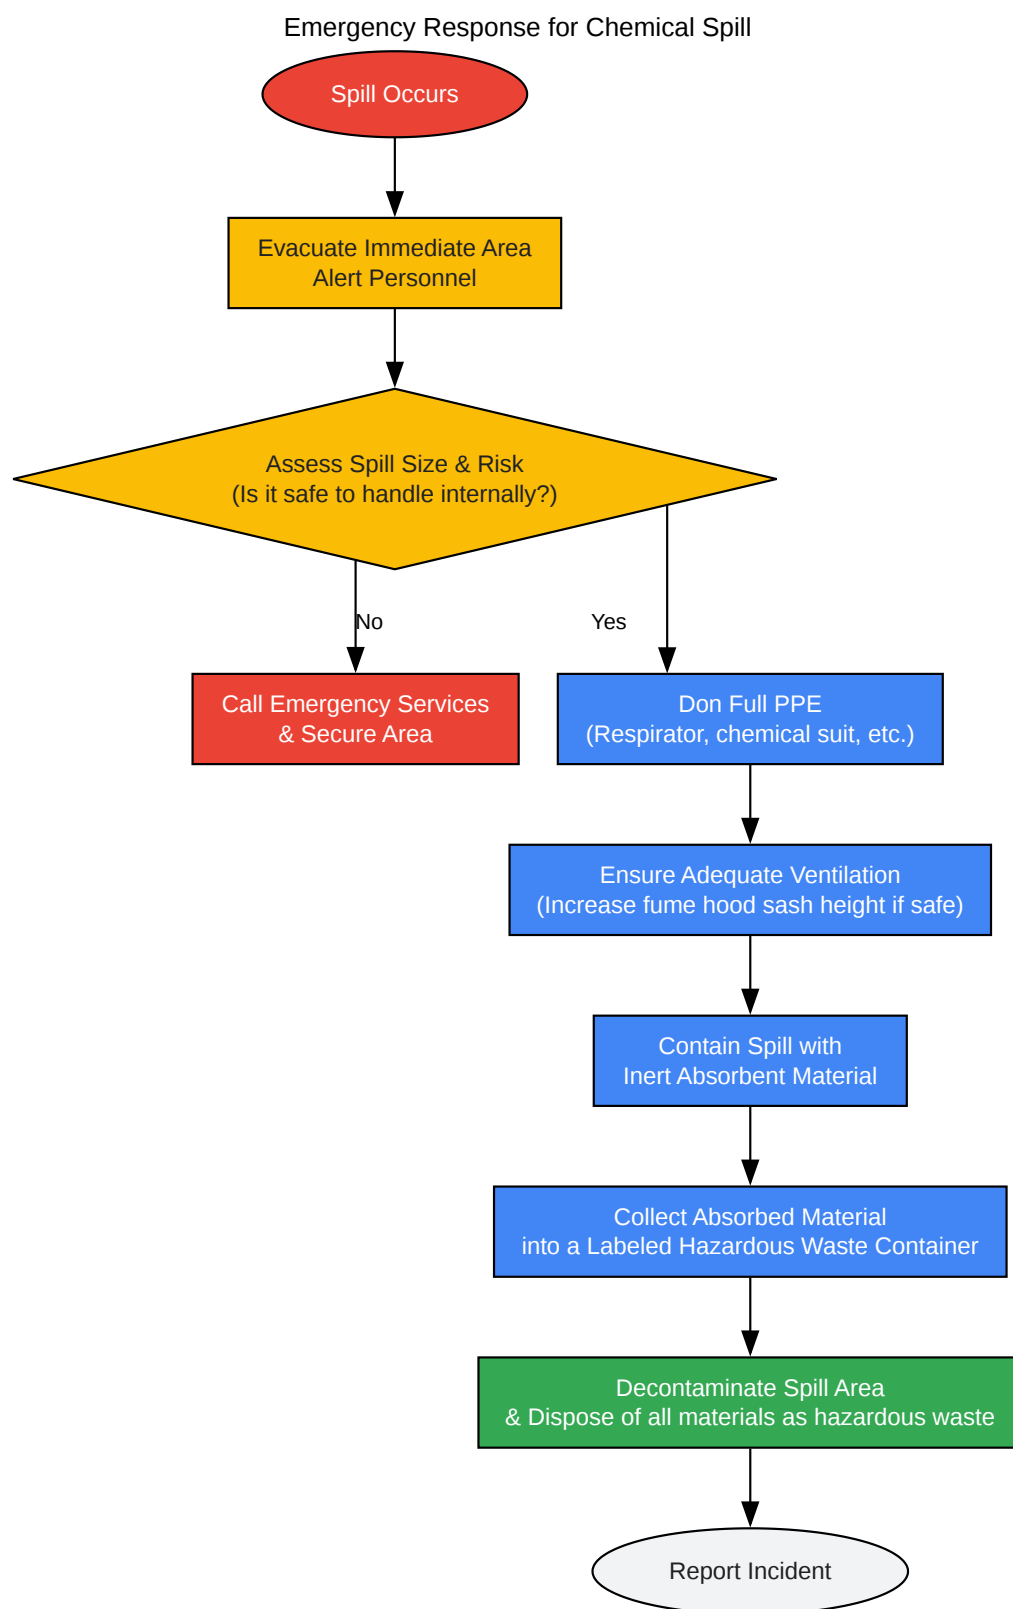 Emergency Response for Chemical Spill
Spill Occurs
Evacuate Immediate Area
Alert Personnel
Assess Spill Size & Risk
(Is it safe to handle internally?)
No
Yes
Call Emergency Services
& Secure Area
Don Full PPE
(Respirator, chemical suit, etc.)
Ensure Adequate Ventilation
(Increase fume hood sash height if safe)
Contain Spill with
Inert Absorbent Material
Collect Absorbed Material
into a Labeled Hazardous Waste Container
Decontaminate Spill Area
& Dispose of all materials as hazardous waste
Report Incident